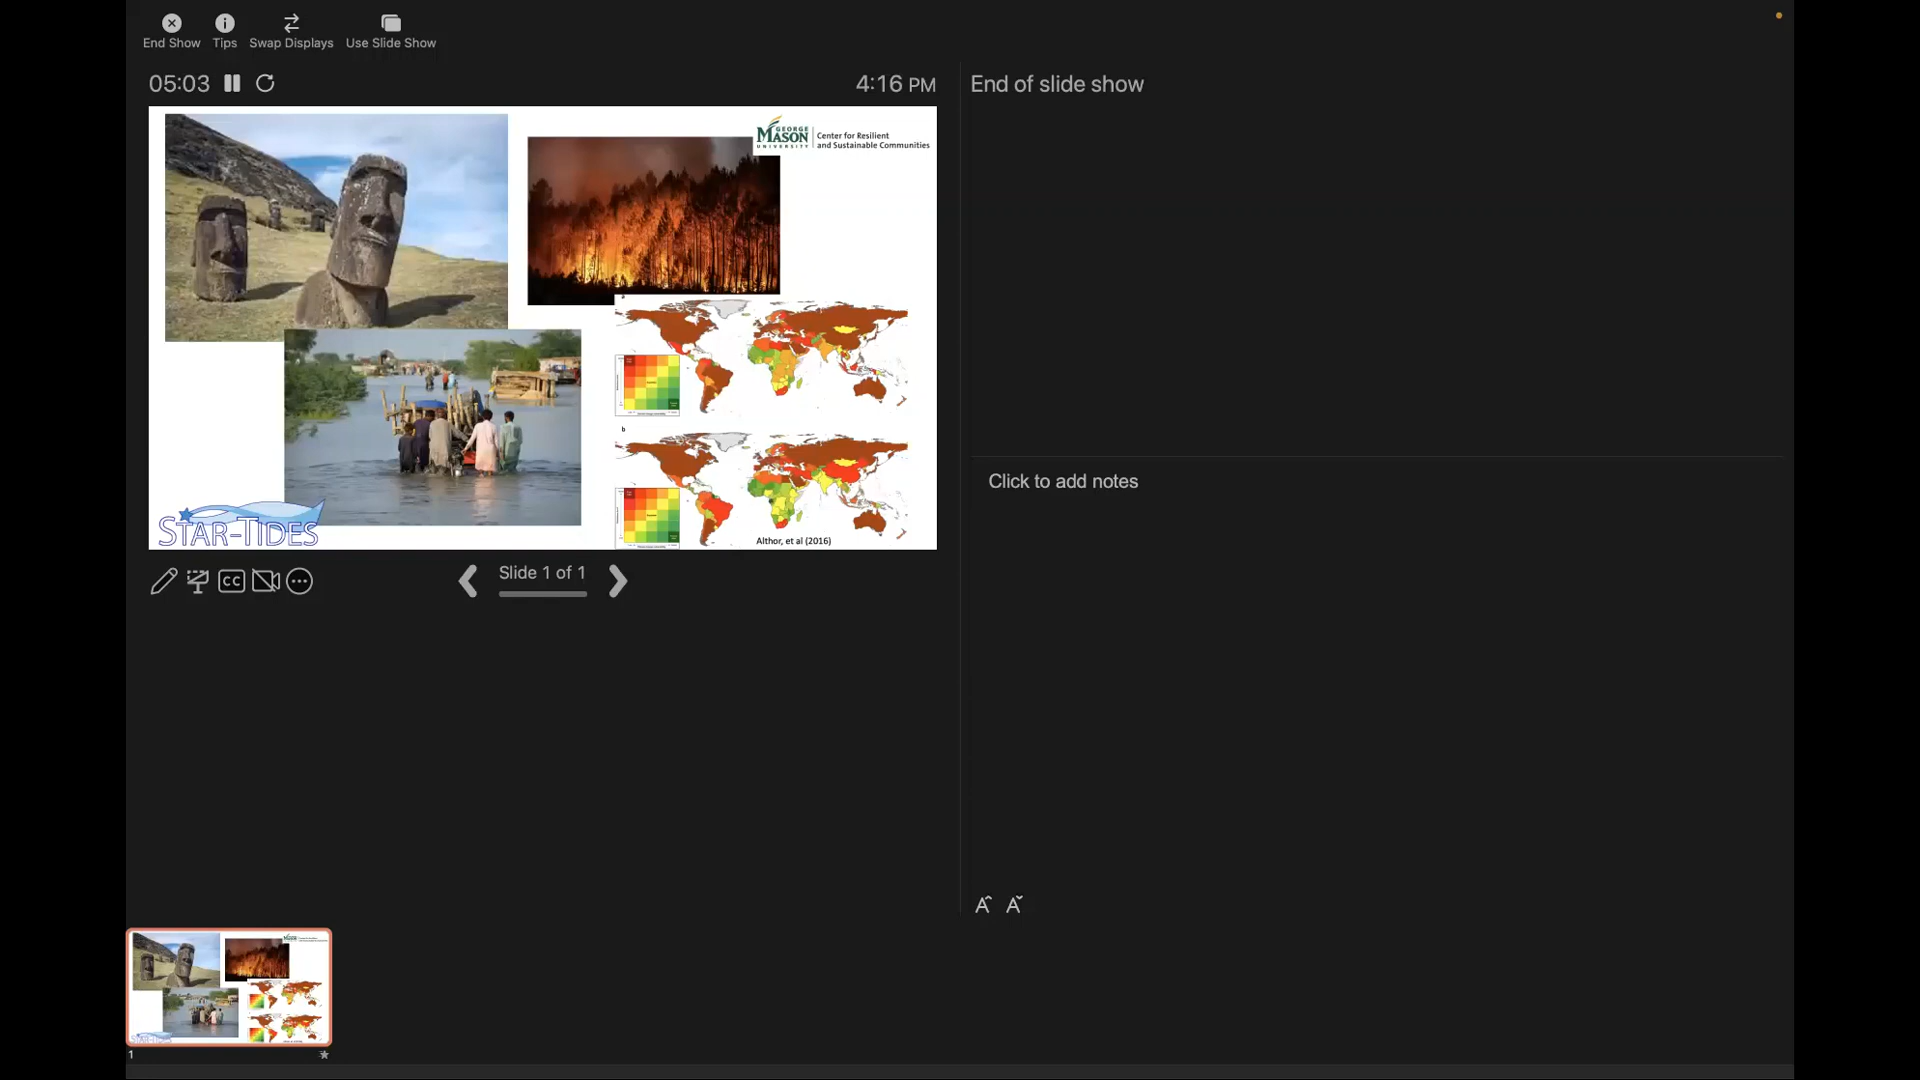 End Show
Tips
Swap Displays
Use Slide Show
05:03
4:16 PM
End of slide show
GEORGE
MASON
UNIVERSITY
Center for Resilient
and Sustainable Communities
a
b
Althor, et al (2016)
STAR-TIDES
Click to add notes
CC
Slide 1 of 1
A
A
1